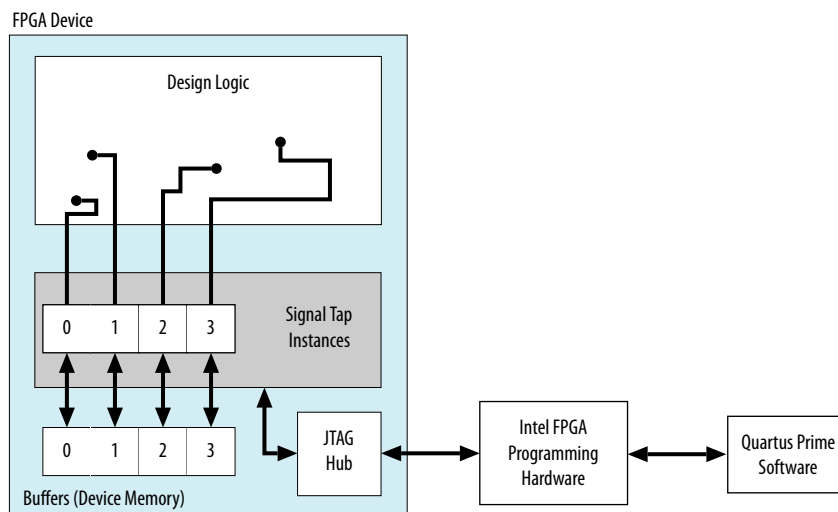 FPGA Device
Design Logic
0 1 2 3
Signal Tap
Instances
0 1 2 3
Buffers (Device Memory)
JTAG
Hub
Intel FPGA
Programming
Hardware
Quartus Prime
Software